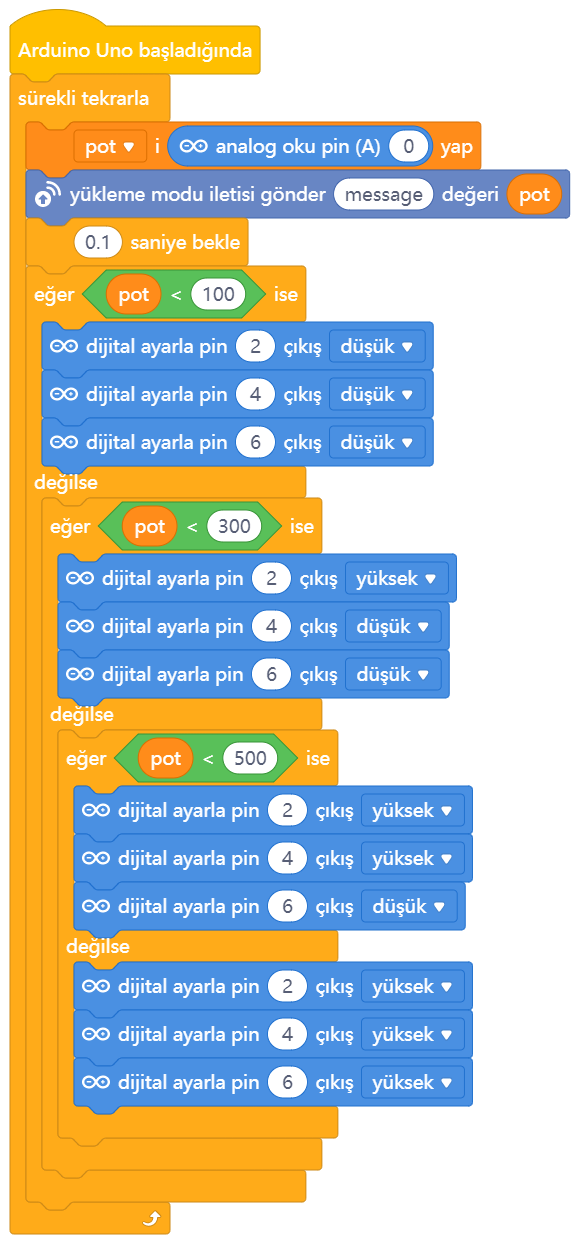 Arduino Uno başladığında
sürekli tekrarla
pot i analog oku pin (A) 0 yap
yükleme modu iletisi gönder message değeri pot
0.1 saniye bekle
eğer pot < 100 ise
dijital ayarla pin 2 çıkış düşük
dijital ayarla pin 4 çıkış düşük
dijital ayarla pin 6 çıkış düşük
değilse
eğer pot < 300 ise
dijital ayarla pin 2 çıkış yüksek
dijital ayarla pin 4 çıkış düşük
dijital ayarla pin 6 çıkış düşük
değilse
eğer pot < 500 ise
dijital ayarla pin 2 çıkış yüksek
dijital ayarla pin 4 çıkış yüksek
dijital ayarla pin 6 çıkış düşük
değilse
dijital ayarla pin 2 çıkış yüksek
dijital ayarla pin 4 çıkış yüksek
dijital ayarla pin 6 çıkış yüksek